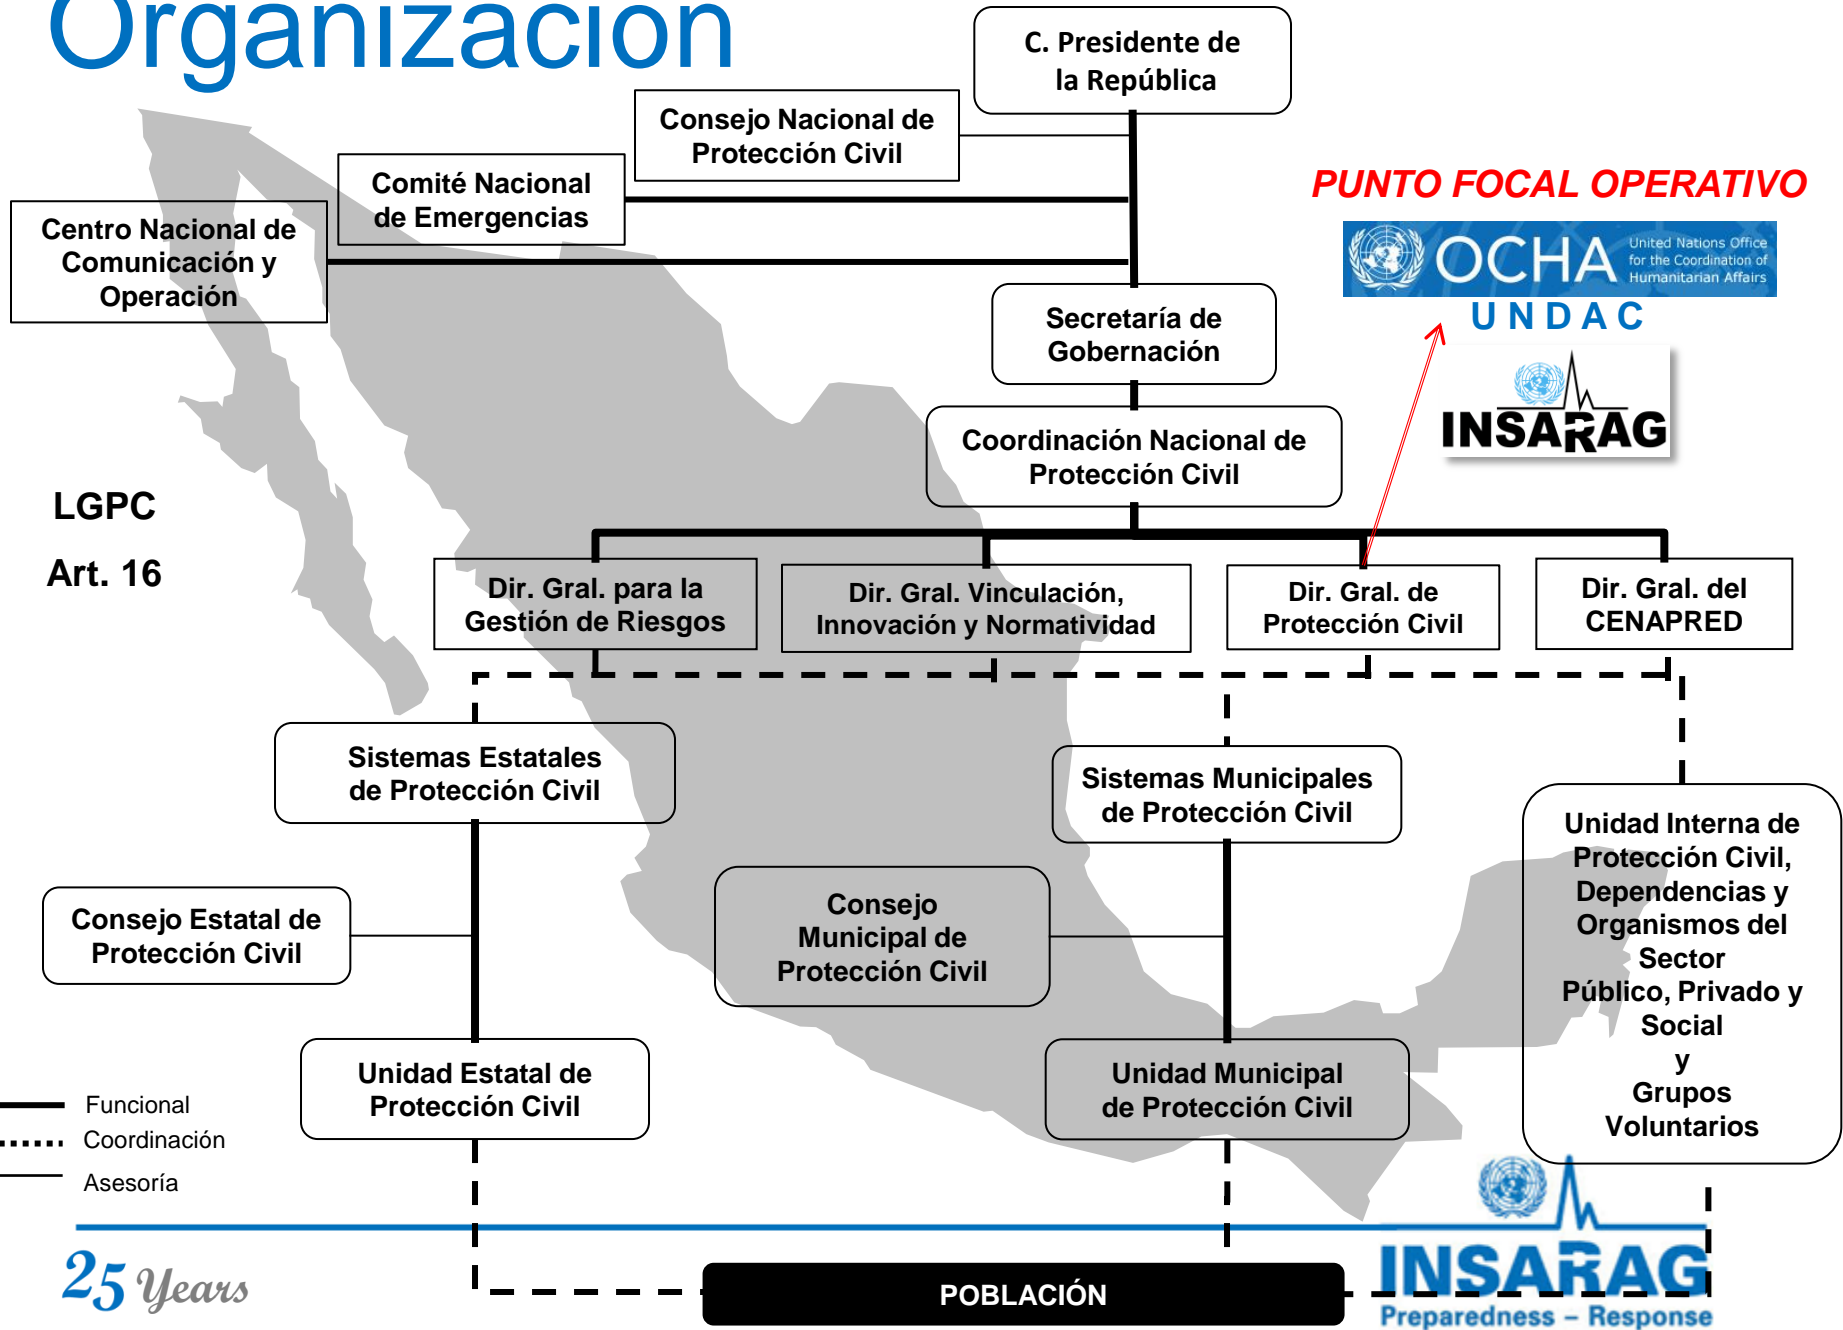 Organización
C. Presidente de
la República
Consejo Nacional de
Protección Civil
Comité Nacional
de Emergencias
Centro Nacional de
Comunicación y
Operación
PUNTO FOCAL OPERATIVO
OCHA
United Nations Office
for the Coordination of
Humanitarian Affairs
UNDAC
INSARAG
Secretaría de
Gobernación
Coordinación Nacional de
Protección Civil
LGPC
Art. 16
Dir. Gral. para la
Gestión de Riesgos
Dir. Gral. Vinculación,
Innovación y Normatividad
Dir. Gral. de
Protección Civil
Dir. Gral. del
CENAPRED
Sistemas Estatales
de Protección Civil
Sistemas Municipales
de Protección Civil
Unidad Interna de
Protección Civil,
Dependencias y
Organismos del
Sector
Público, Privado y
Social
y
Grupos
Voluntarios
Consejo Estatal de
Protección Civil
Consejo
Municipal de
Protección Civil
Unidad Estatal de
Protección Civil
Unidad Municipal
de Protección Civil
Funcional
Coordinación
Asesoría
25 Years
POBLACIÓN
INSARAG
Preparedness – Response